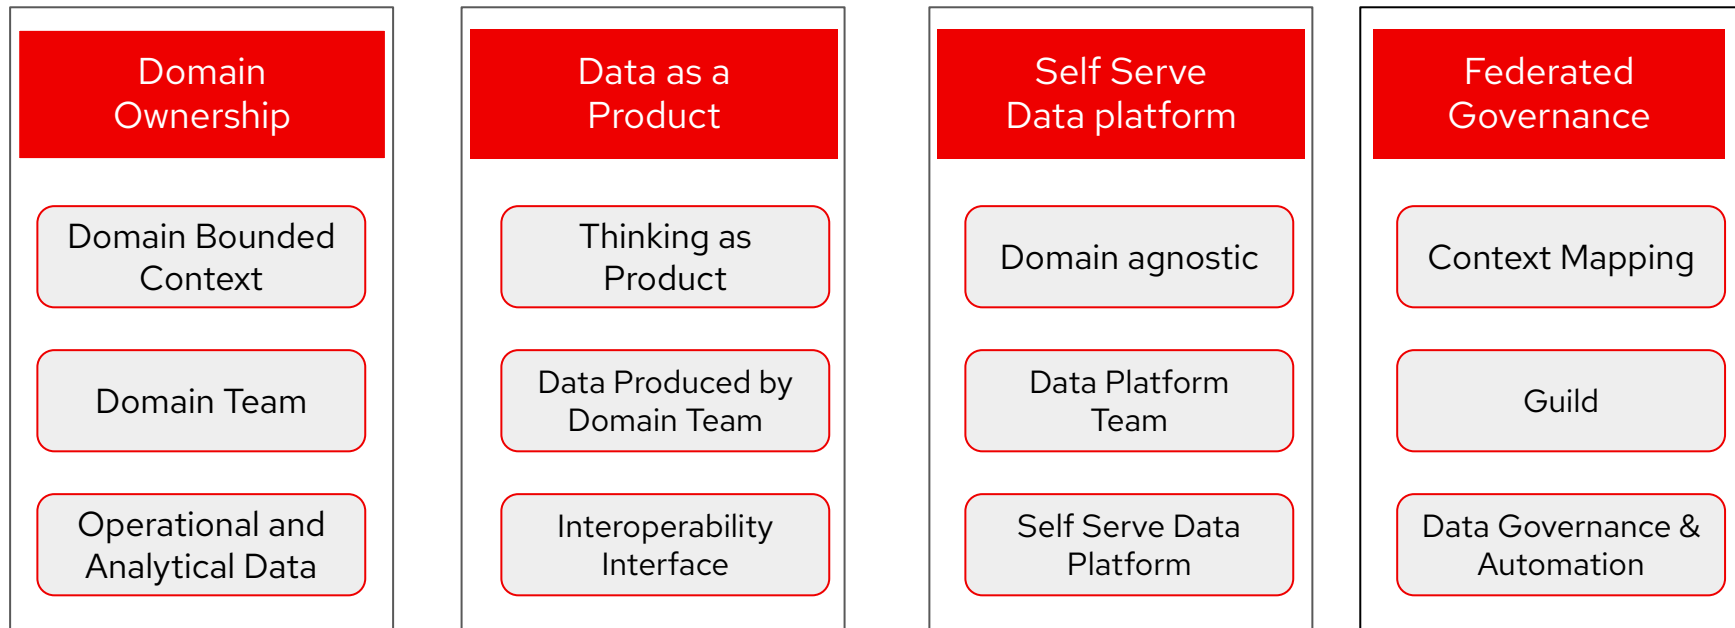 Domain
Ownership
Domain Bounded
Context
Domain Team
Operational and
Analytical Data
Data as a
Product
Thinking as
Product
Data Produced by
Domain Team
Interoperability
Interface
Self Serve
Data platform
Domain agnostic
Data Platform
Team
Self Serve Data
Platform
Federated
Governance
Context Mapping
Guild
Data Governance &
Automation